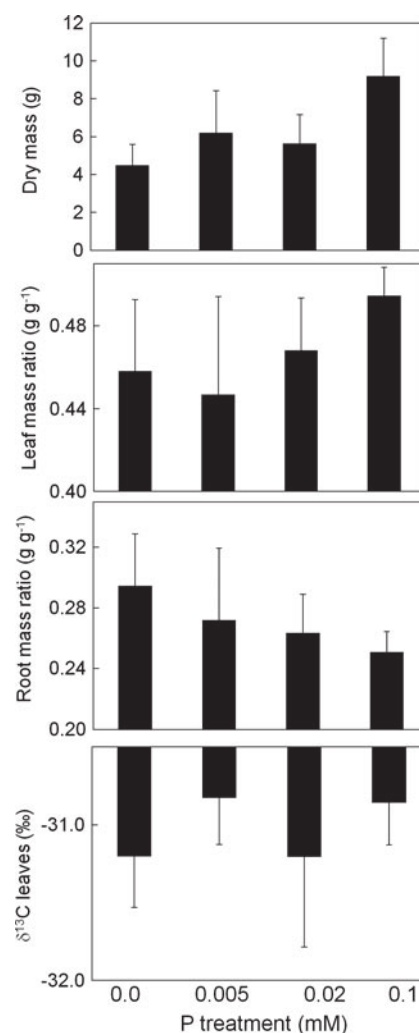 12
10
8
6
4
2
0
Dry mass (g)
0.48
0.44
0.40
Leaf mass ratio (g g⁻¹)
0.32
0.28
0.24
0.20
Root mass ratio (g g⁻¹)
-31.0
-32.0
δ¹³C leaves (‰)
0.0 0.005 0.02 0.1
P treatment (mM)